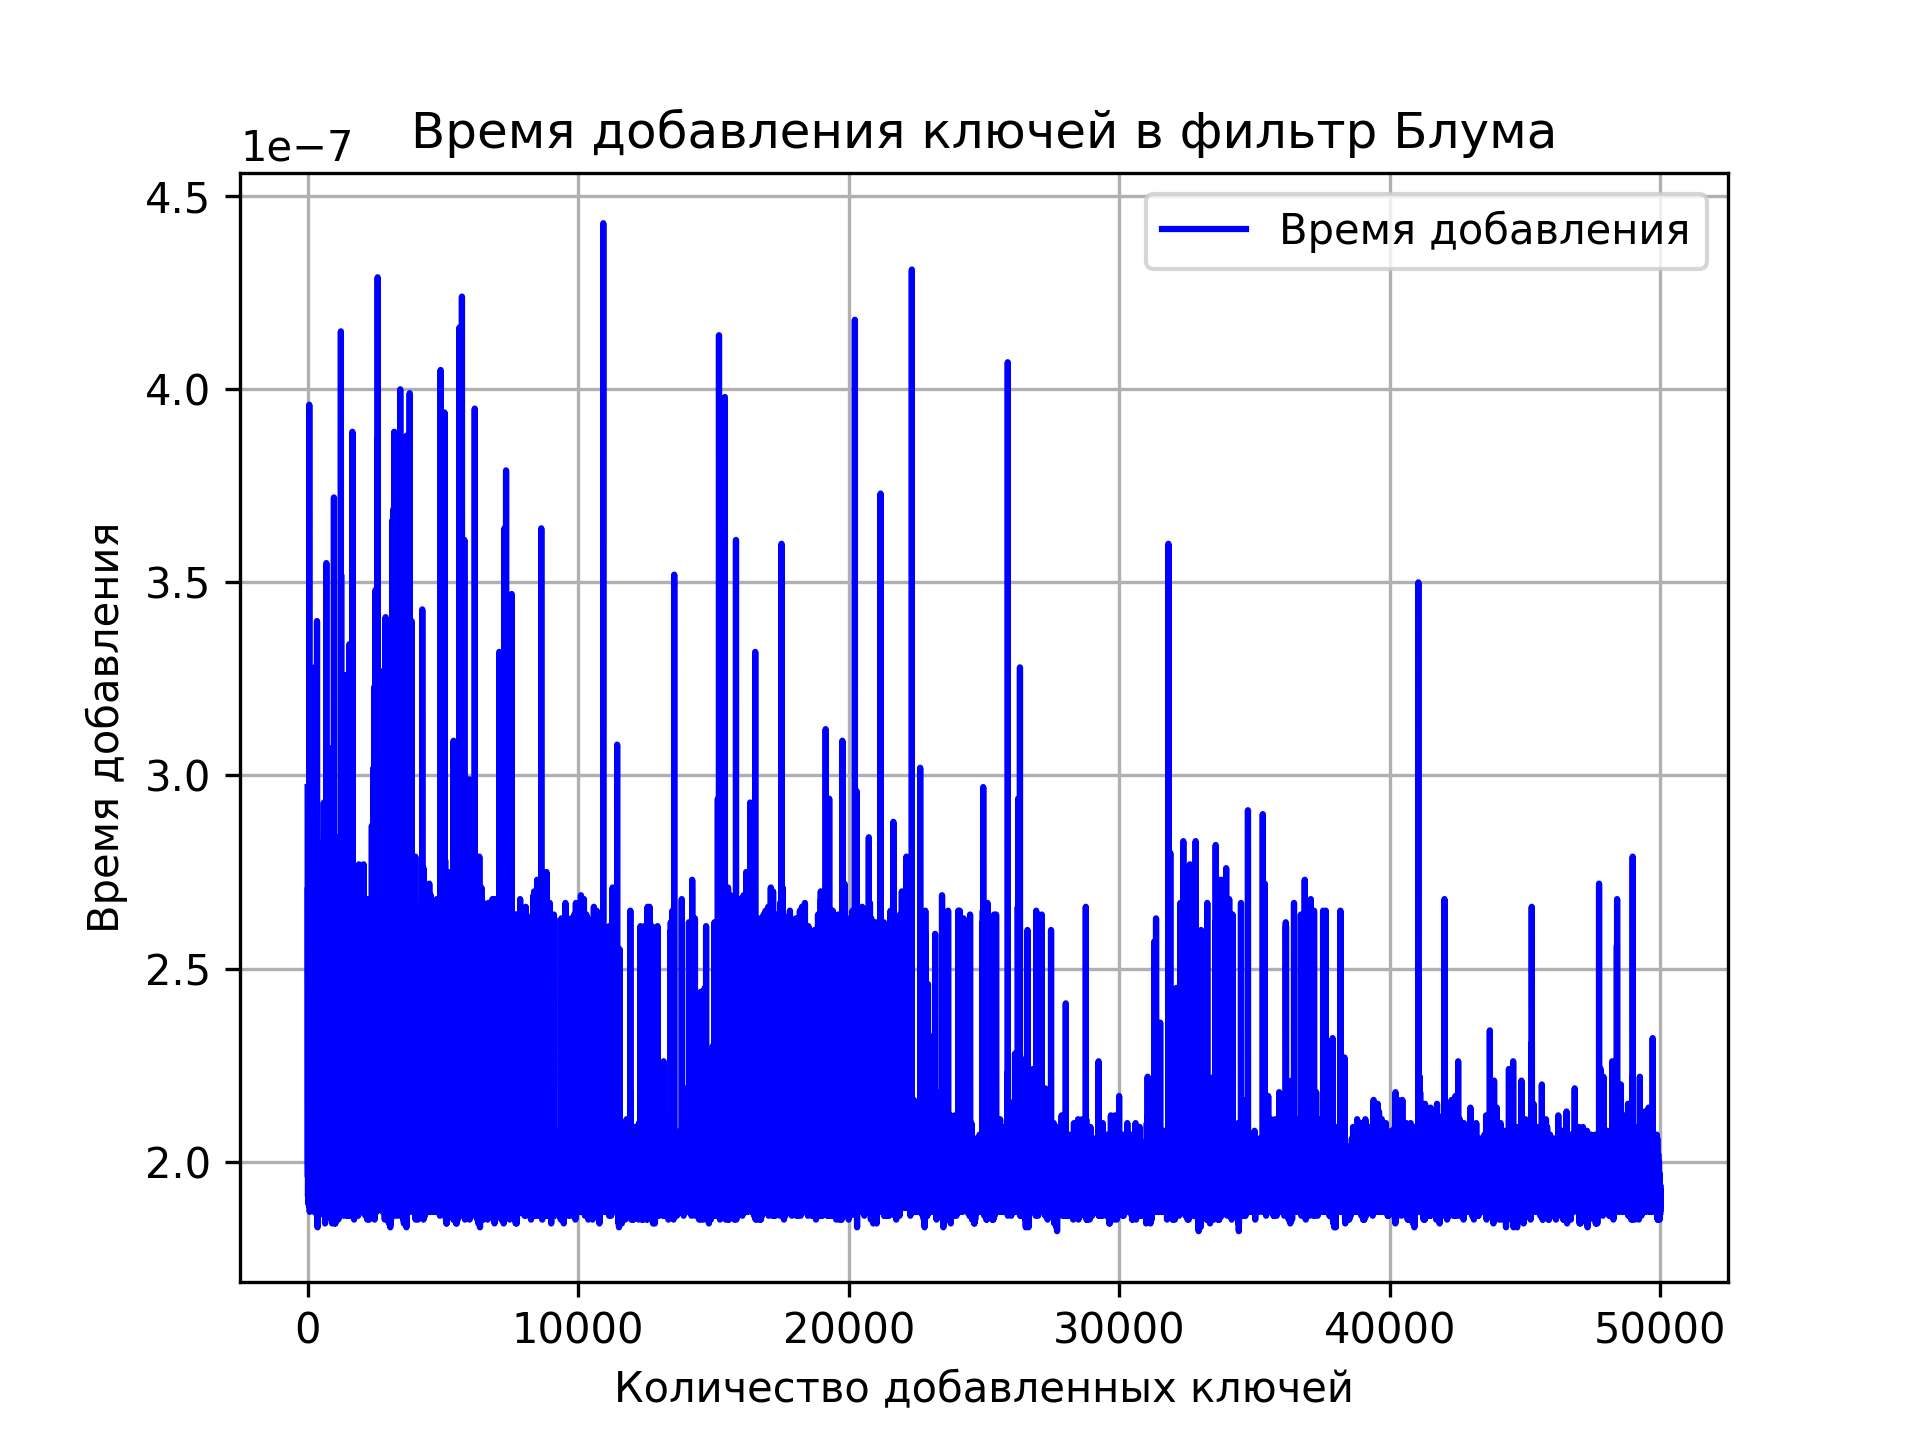 Время добавления ключей в фильтр Блума
1e−7
Время добавления
4.5
4.0
3.5
3.0
2.5
2.0
Время добавления
0 10000 20000 30000 40000 50000
Количество добавленных ключей